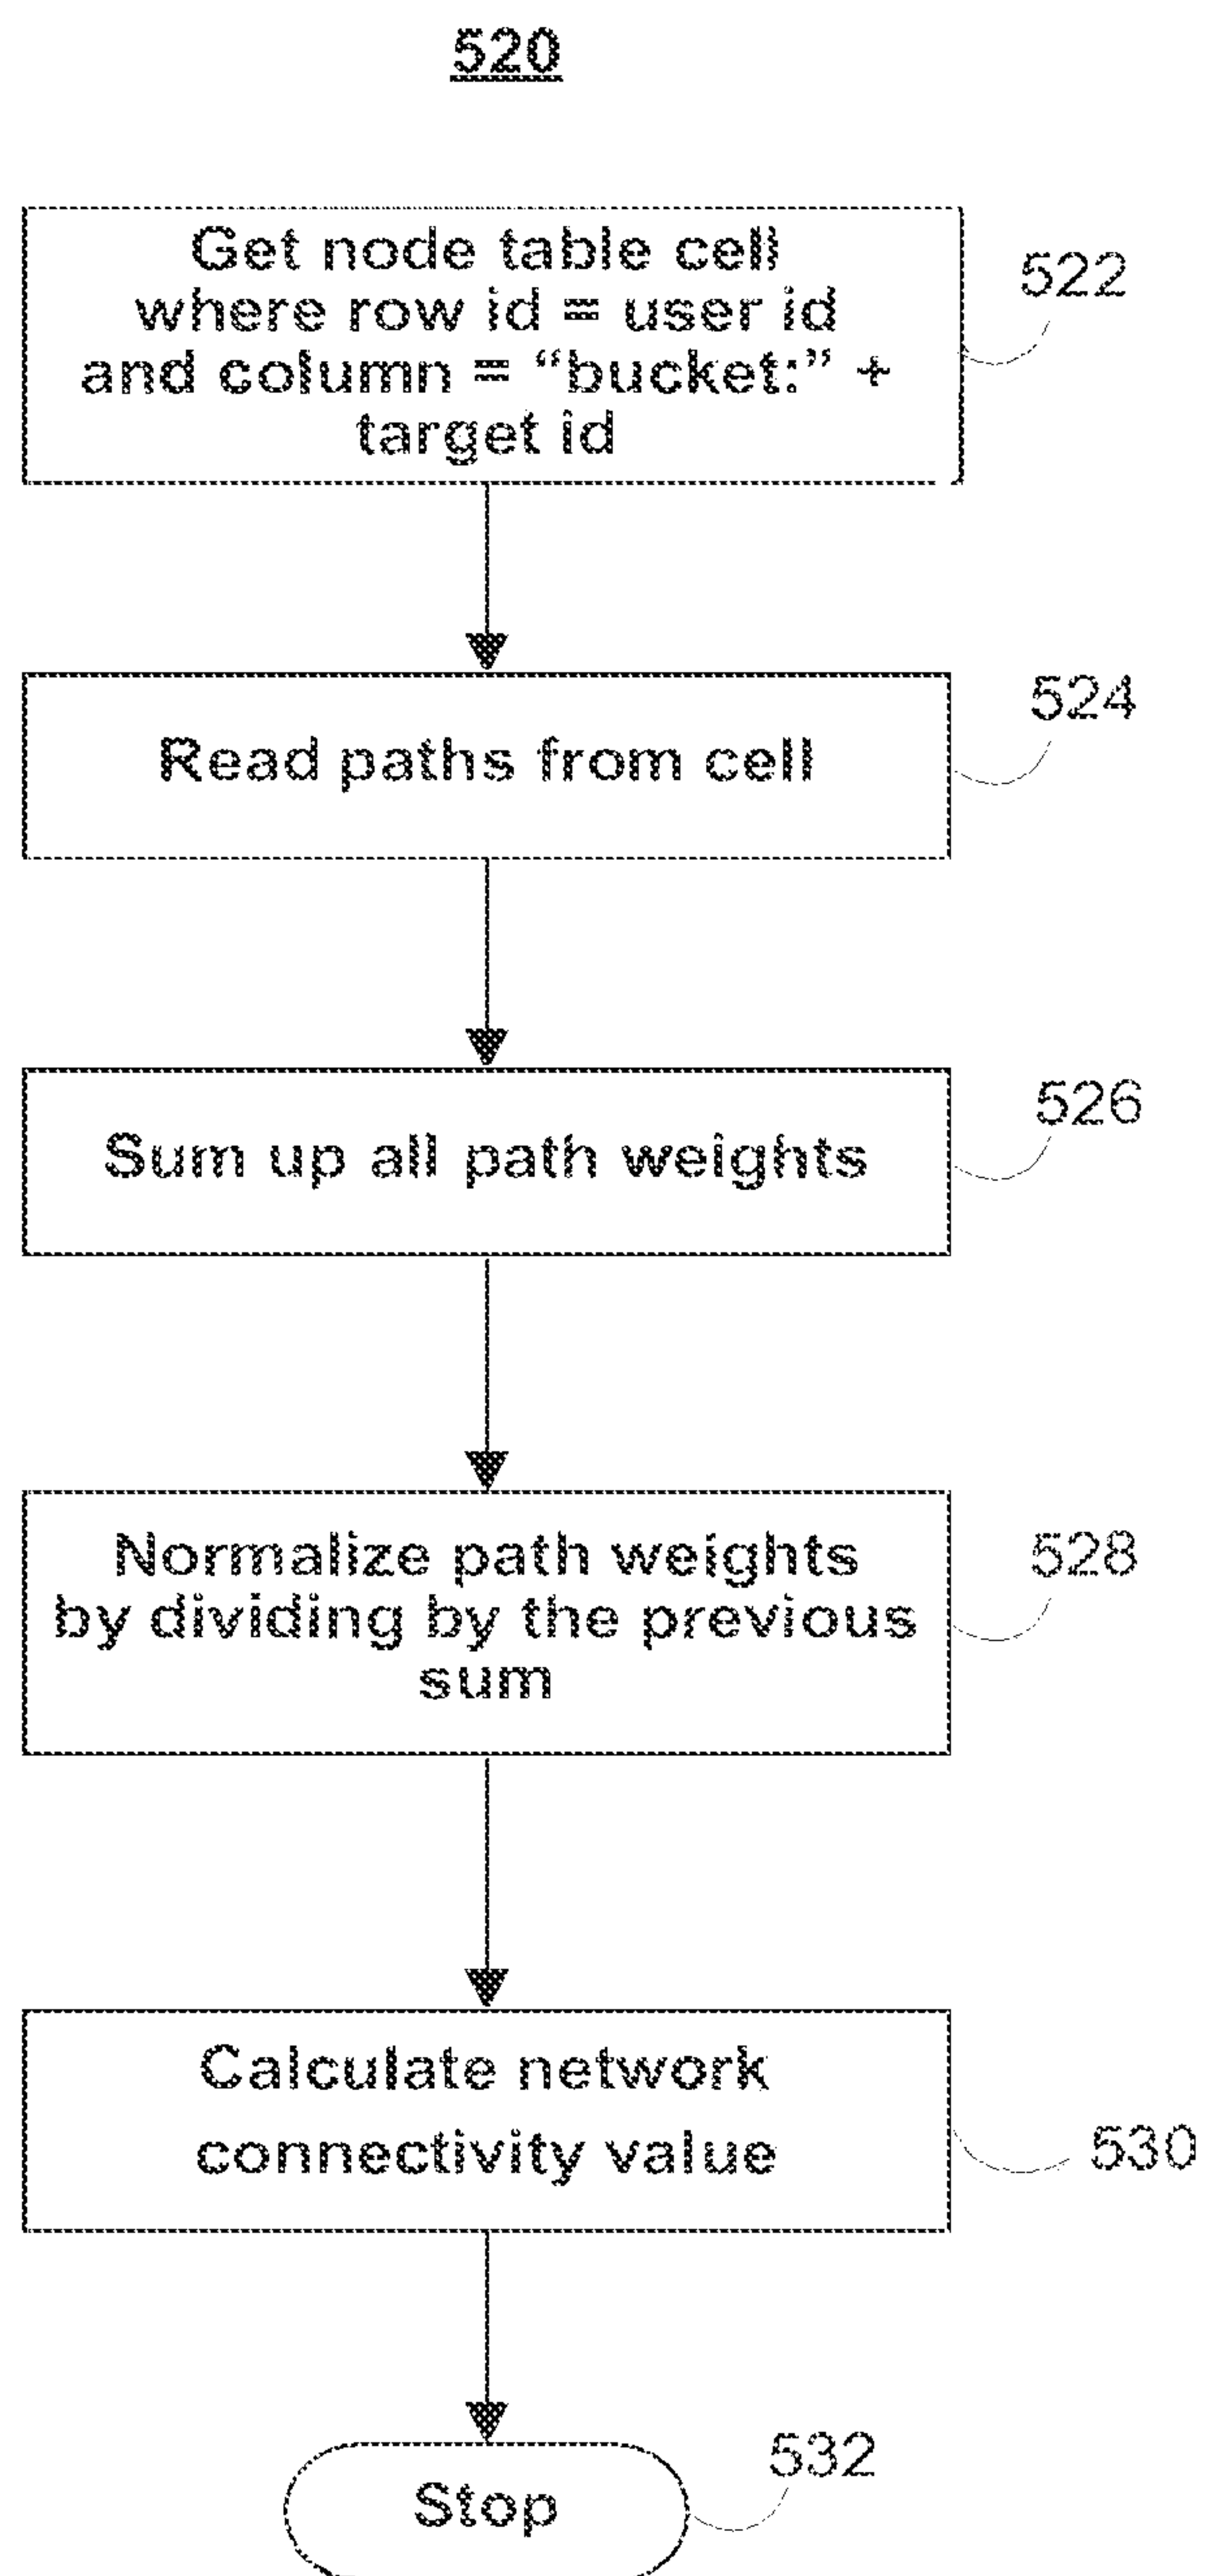 520
Get node table cell
where row id = user id
and column = “bucket:” +
target id
522
Read paths from cell
524
Sum up all path weights
526
Normalize path weights
by dividing by the previous
sum
528
Calculate network
connectivity value
530
Stop
532